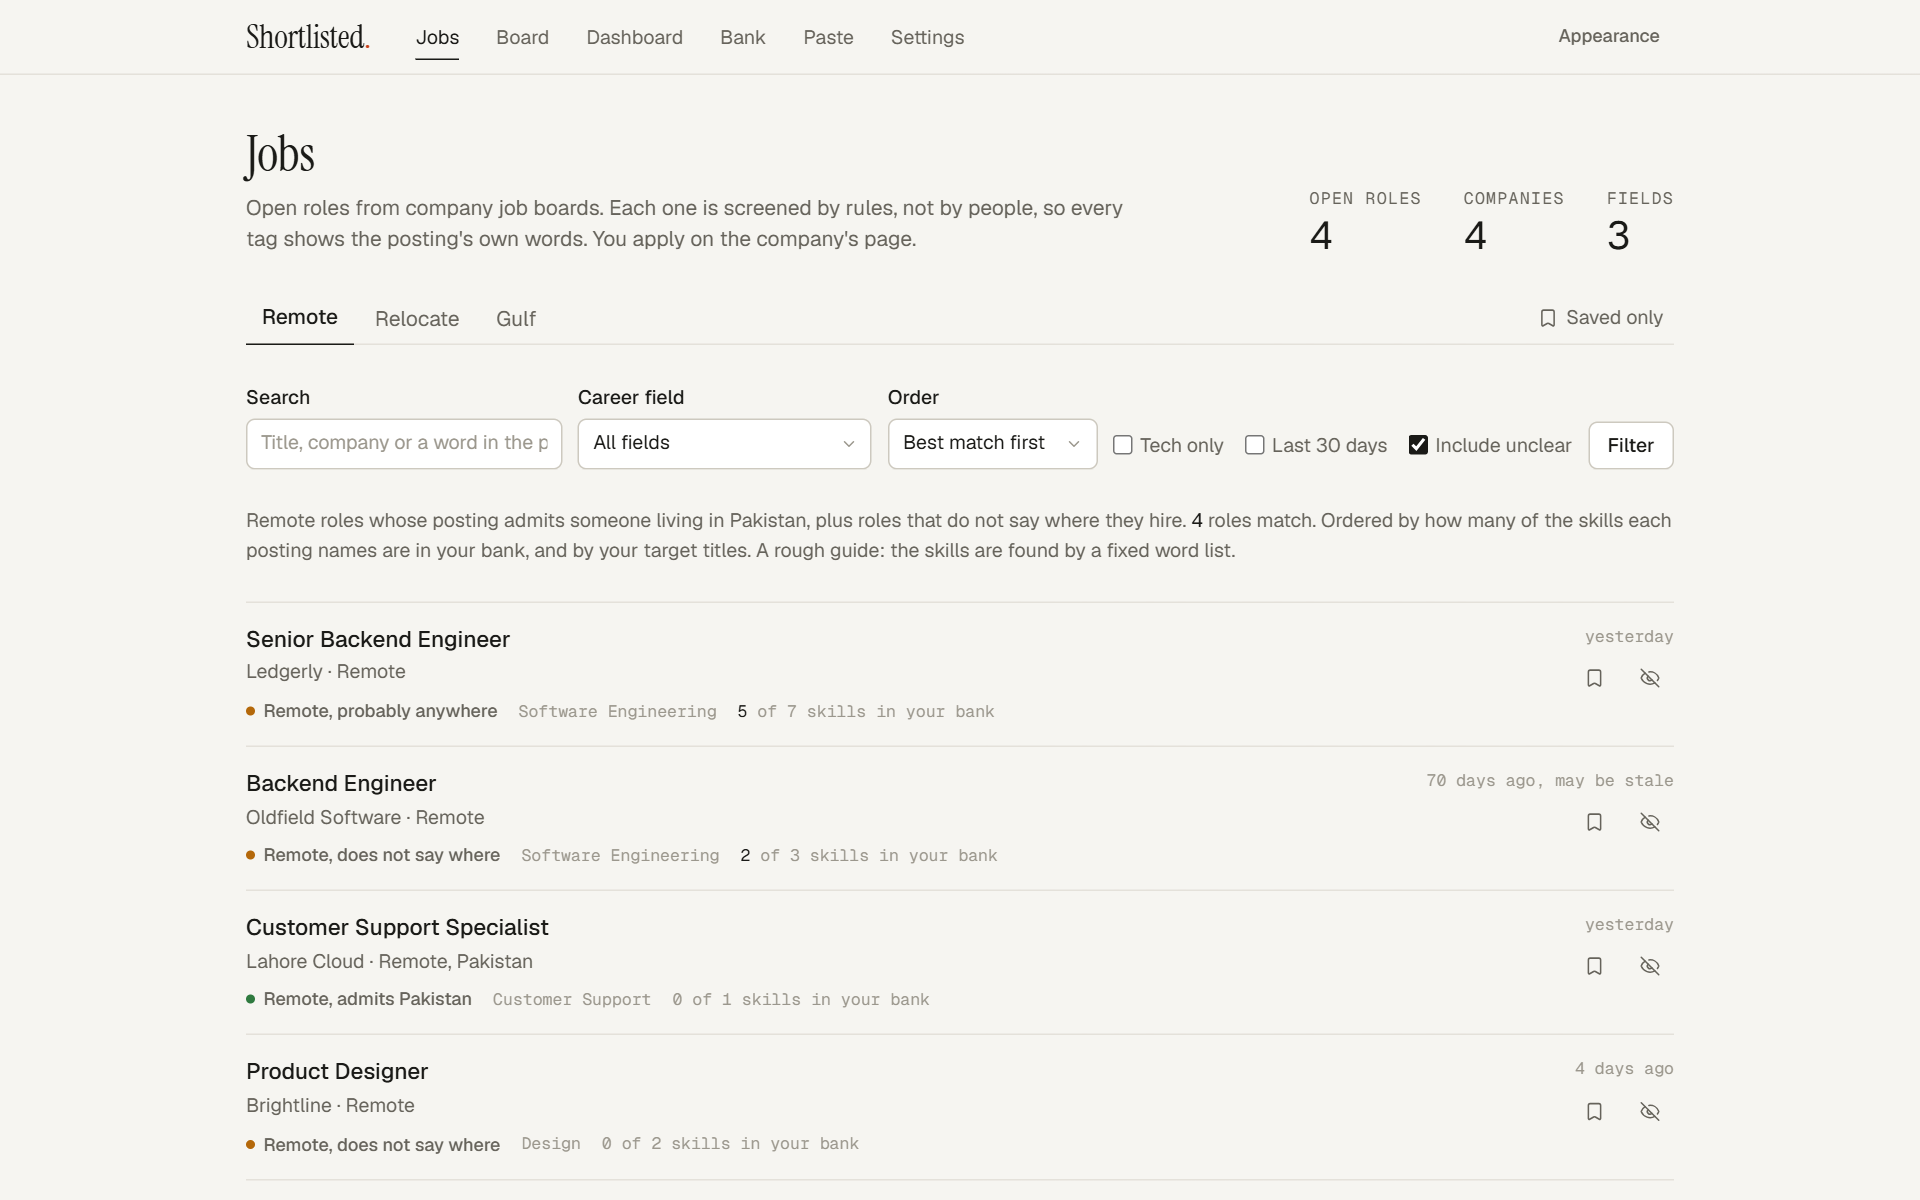 Shortlisted.
Jobs
Board
Dashboard
Bank
Paste
Settings
Appearance
Jobs
Open roles from company job boards. Each one is screened by rules, not by people, so every
tag shows the posting's own words. You apply on the company's page.
OPEN ROLES
4
COMPANIES
4
FIELDS
3
Remote
Relocate
Gulf
Saved only
Search
Title, company or a word in the p
Career field
All fields
Order
Best match first
Tech only
Last 30 days
Include unclear
Filter
Remote roles whose posting admits someone living in Pakistan, plus roles that do not say where they hire. 4 roles match. Ordered by how many of the skills each
posting names are in your bank, and by your target titles. A rough guide: the skills are found by a fixed word list.
Senior Backend Engineer
yesterday
Ledgerly · Remote
Remote, probably anywhere Software Engineering 5 of 7 skills in your bank
Backend Engineer
70 days ago, may be stale
Oldfield Software · Remote
Remote, does not say where Software Engineering 2 of 3 skills in your bank
Customer Support Specialist
yesterday
Lahore Cloud · Remote, Pakistan
Remote, admits Pakistan Customer Support 0 of 1 skills in your bank
Product Designer
4 days ago
Brightline · Remote
Remote, does not say where Design 0 of 2 skills in your bank